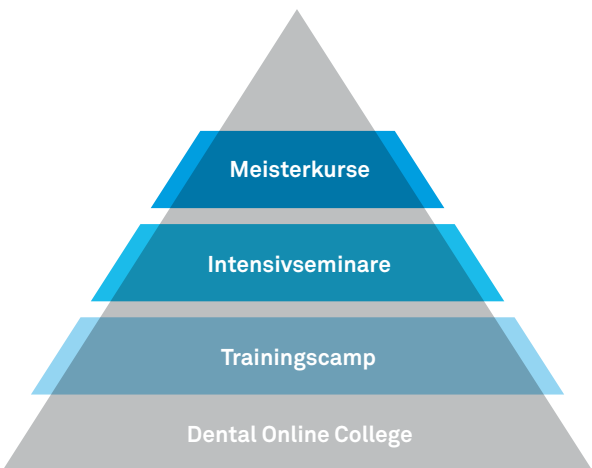 Meisterkurse
Intensivseminare
Trainingscamp
Dental Online College